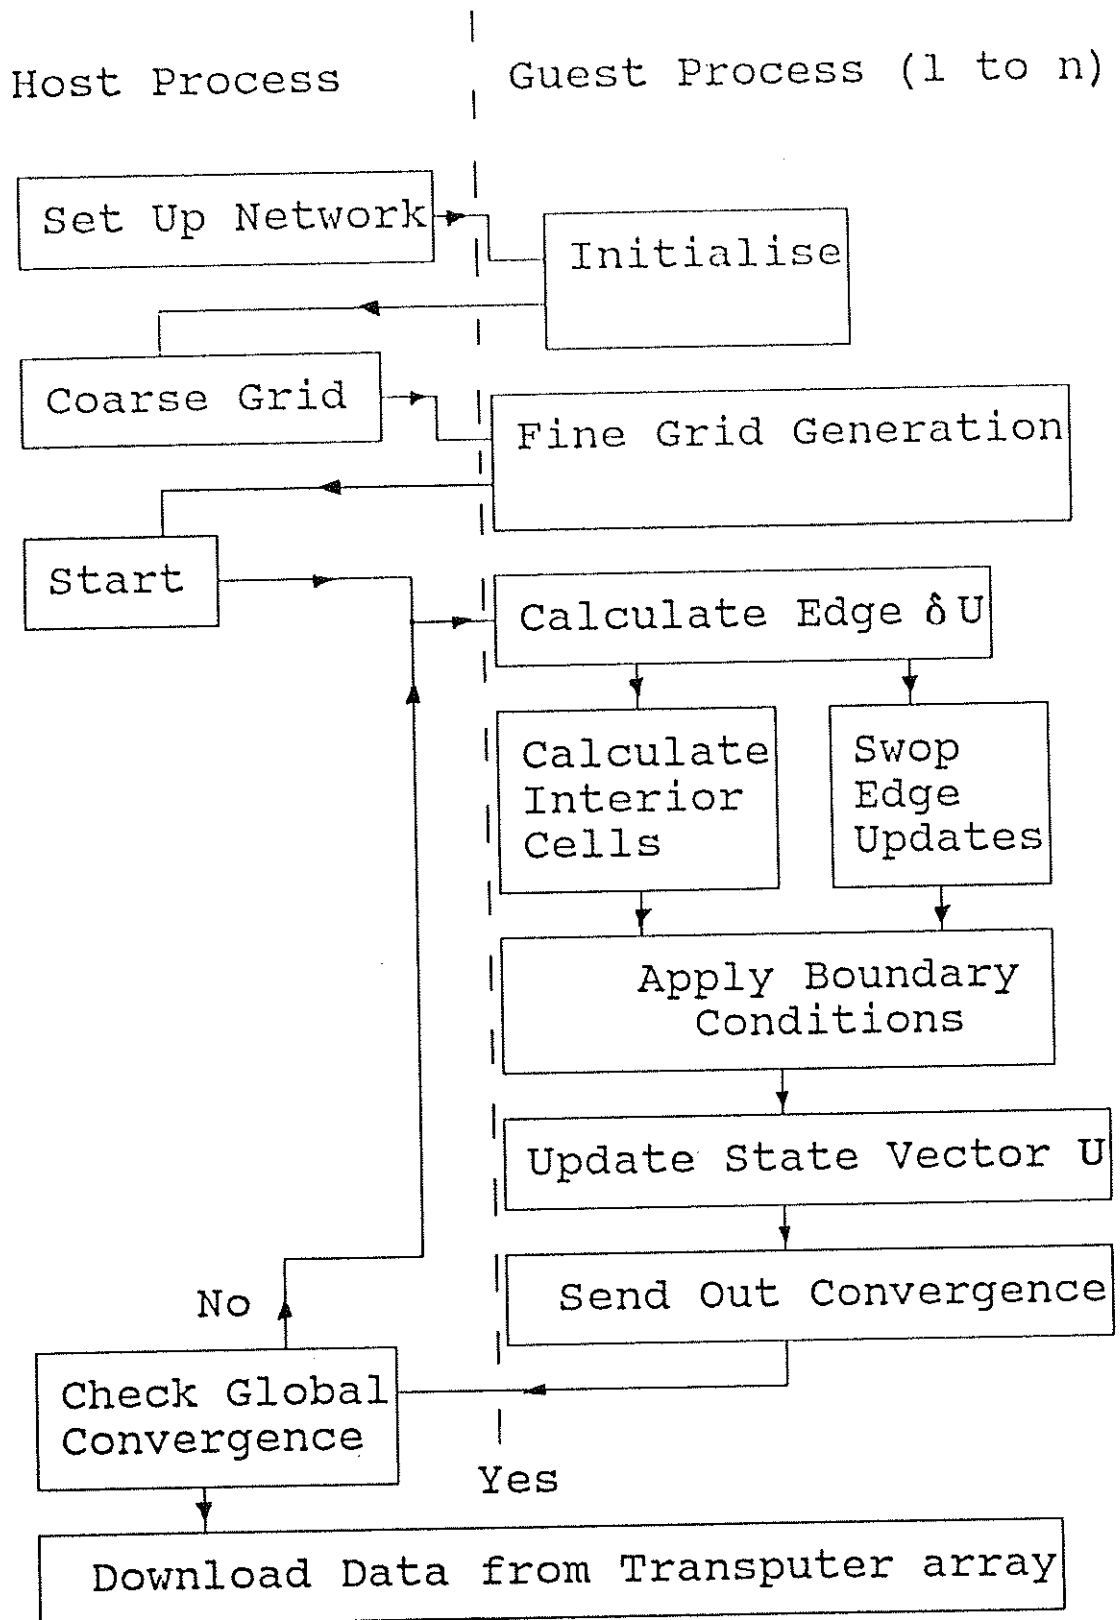 Host Process
Guest Process (1 to n)
Set Up Network
Initialise
Coarse Grid
Fine Grid Generation
Start
Calculate Edge δU
Calculate
Interior
Cells
Swop
Edge
Updates
Apply Boundary
Conditions
Update State Vector U
Send Out Convergence
No
Check Global
Convergence
Yes
Download Data from Transputer array